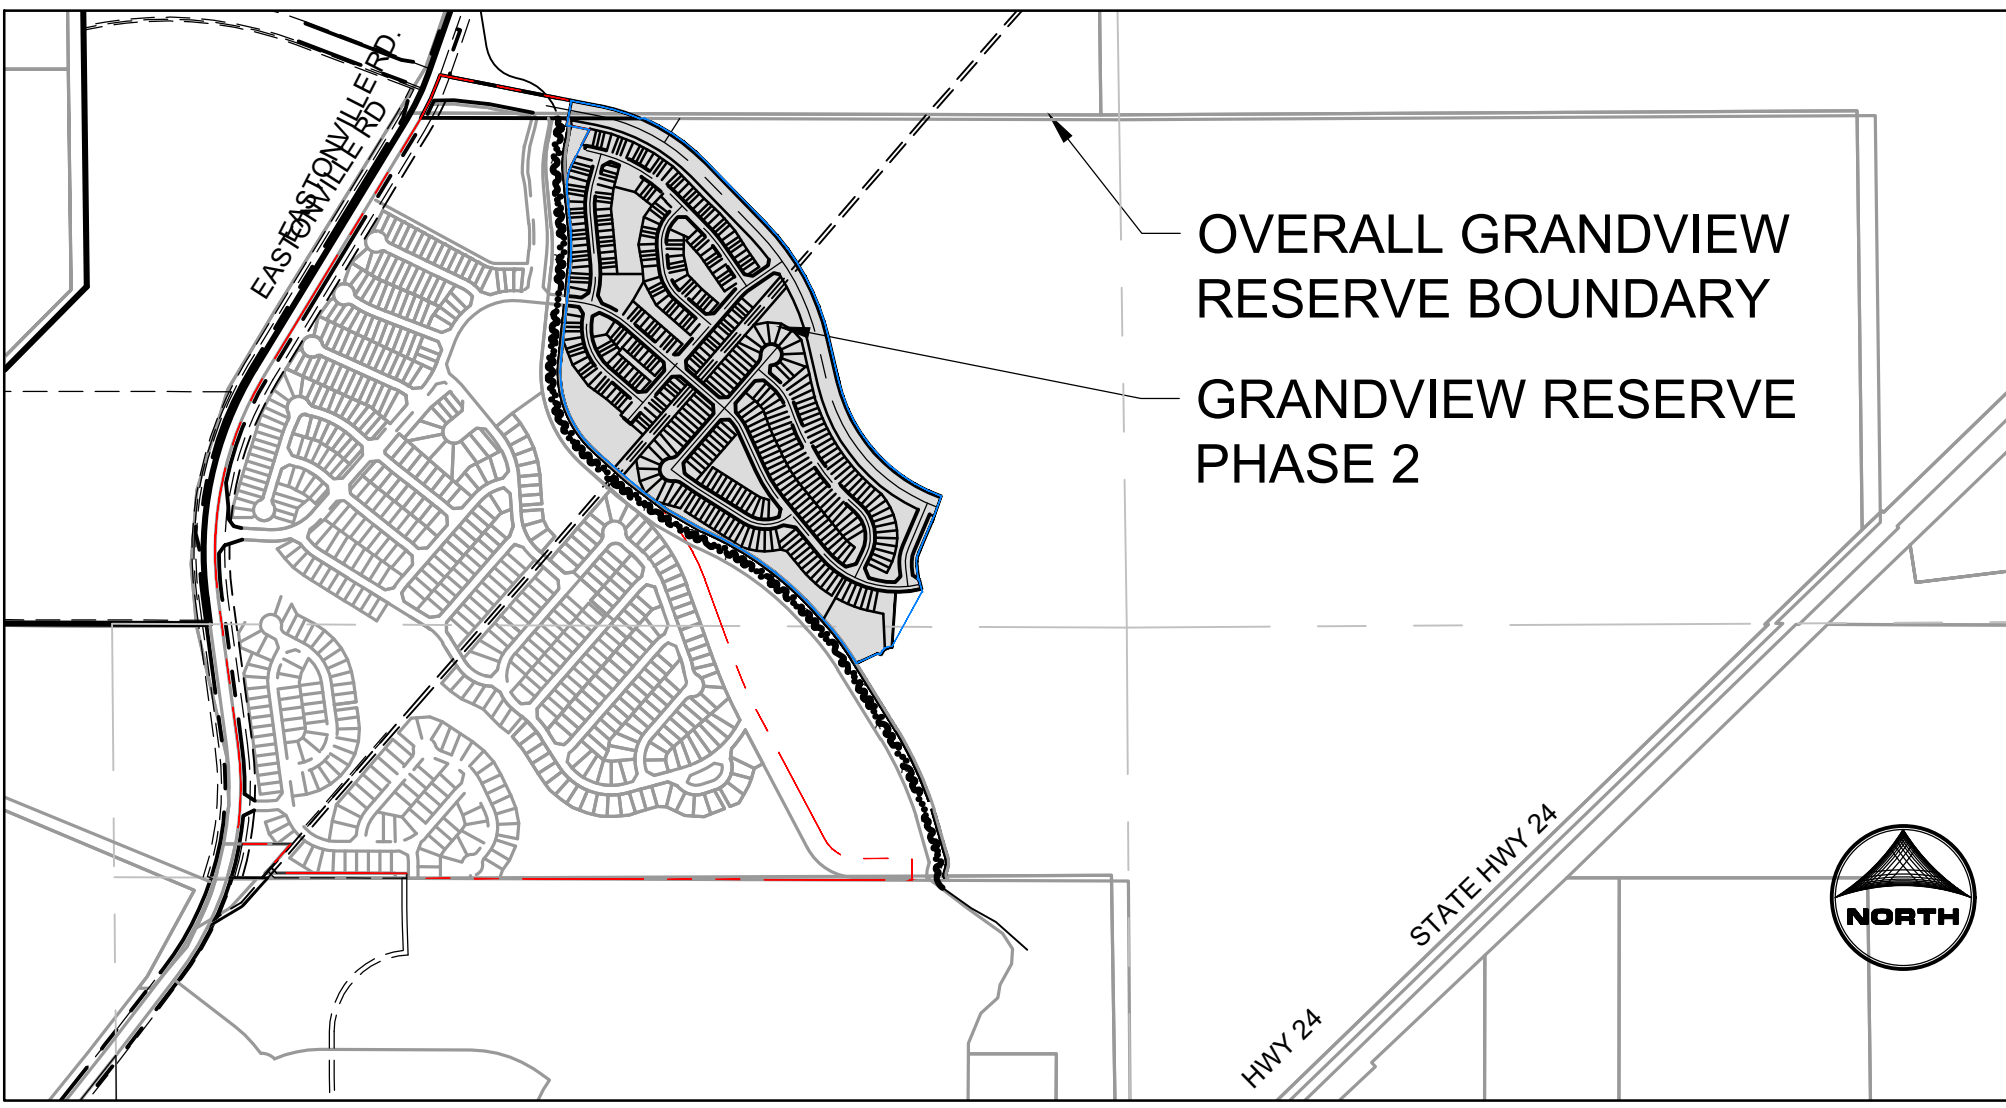 EASTONVILLE RD.
EASTONVILLE RD
OVERALL GRANDVIEW
RESERVE BOUNDARY
GRANDVIEW RESERVE
PHASE 2
STATE HWY 24
HWY 24
NORTH